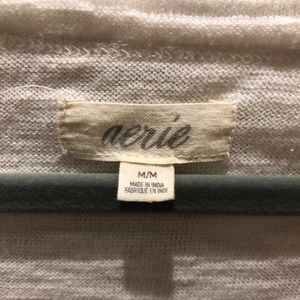 aerie
M/M
MADE IN INDIA
FABRIQUÉ EN INDE